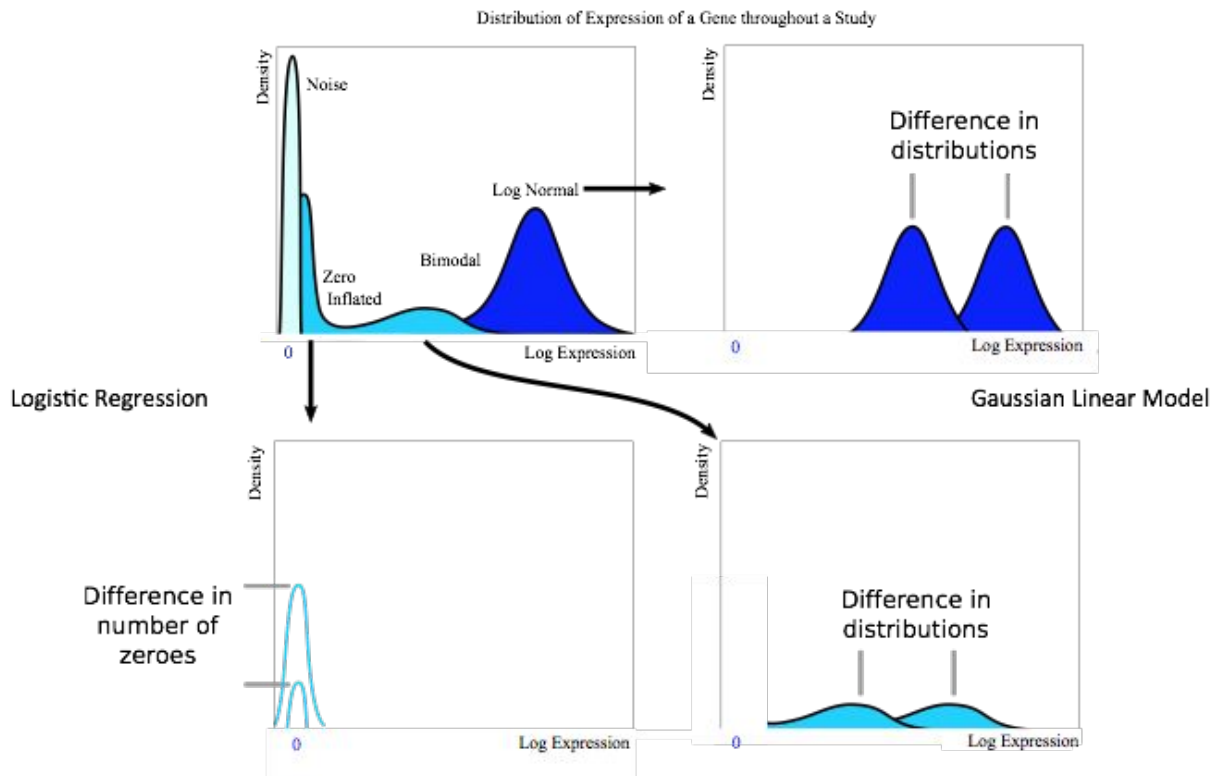 Distribution of Expression of a Gene throughout a Study
Density
Noise
Zero
Inflated
Bimodal
Log Normal
0
Log Expression
Density
Difference in
distributions
0
Log Expression
Logistic Regression
Gaussian Linear Model
Density
Difference in
number of
zeroes
0
Log Expression
Density
Difference in
distributions
0
Log Expression